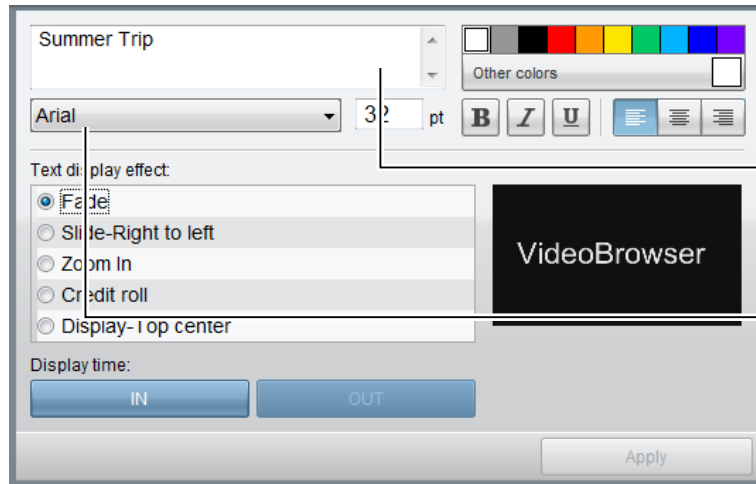 Summer Trip
Other colors
Arial 32 pt B I U
Text display effect:
Fade
Slide-Right to left
Zoom In
Credit roll
Display-Top center
VideoBrowser
Display time:
IN OUT
Apply